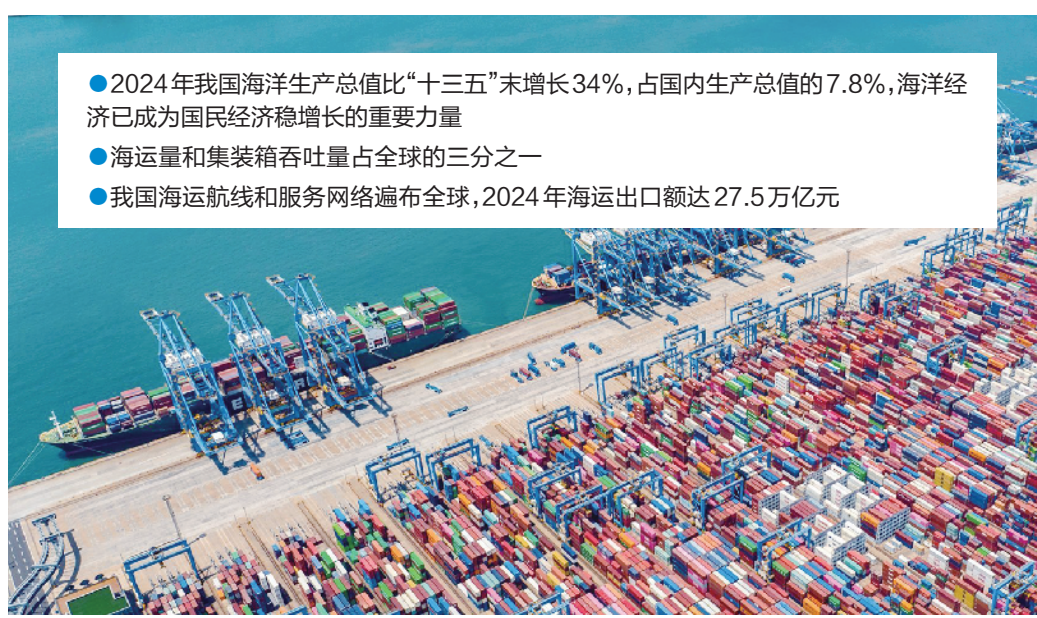 ●2024年我国海洋生产总值比“十三五”末增长34%,占国内生产总值的7.8%,海洋经
济已成为国民经济稳增长的重要力量
●海运量和集装箱吞吐量占全球的三分之一
●我国海运航线和服务网络遍布全球,2024年海运出口额达27.5万亿元